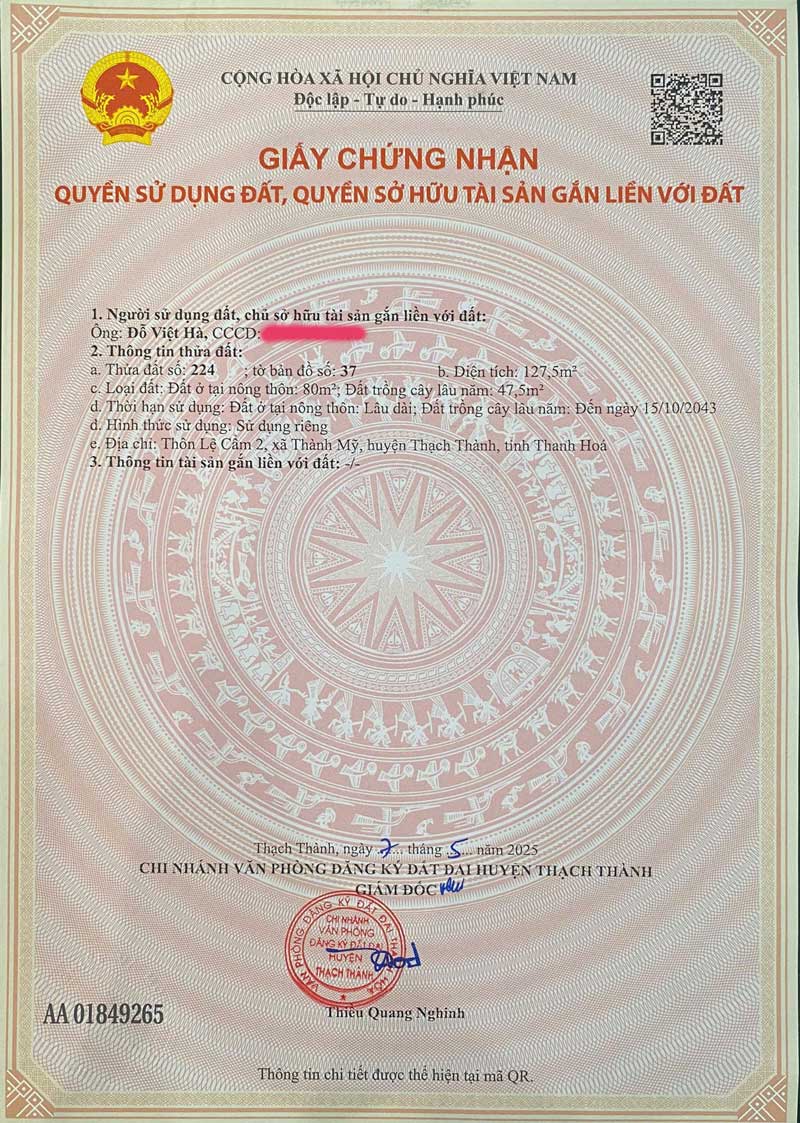 CỘNG HÒA XÃ HỘI CHỦ NGHĨA VIỆT NAM
Độc lập - Tự do - Hạnh phúc
GIẤY CHỨNG NHẬN
QUYỀN SỬ DỤNG ĐẤT, QUYỀN SỞ HỮU TÀI SẢN GẮN LIỀN VỚI ĐẤT
1. Người sử dụng đất, chủ sở hữu tài sản gắn liền với đất:
Ông: Đỗ Việt Hà, CCCD:
2. Thông tin thửa đất:
a. Thửa đất số: 224 ; tờ bản đồ số: 37 b. Diện tích: 127,5m²
c. Loại đất: Đất ở tại nông thôn: 80m²; Đất trồng cây lâu năm: 47,5m²
d. Thời hạn sử dụng: Đất ở tại nông thôn: Lâu dài; Đất trồng cây lâu năm: Đến ngày 15/10/2043
đ. Hình thức sử dụng: Sử dụng riêng
e. Địa chỉ: Thôn Lệ Cẩm 2, xã Thành Mỹ, huyện Thạch Thành, tỉnh Thanh Hoá
3. Thông tin tài sản gắn liền với đất: -/-
Thạch Thành, ngày 7 tháng 5 năm 2025
CHI NHÁNH VĂN PHÒNG ĐĂNG KÝ ĐẤT ĐAI HUYỆN THẠCH THÀNH
GIÁM ĐỐC
VĂN PHÒNG ĐĂNG KÝ ĐẤT ĐAI THANH HÓA
CHI NHÁNH
VĂN PHÒNG
ĐĂNG KÝ ĐẤT ĐAI
HUYỆN
THẠCH THÀNH
Thiều Quang Nghinh
AA 01849265
Thông tin chi tiết được thể hiện tại mã QR.